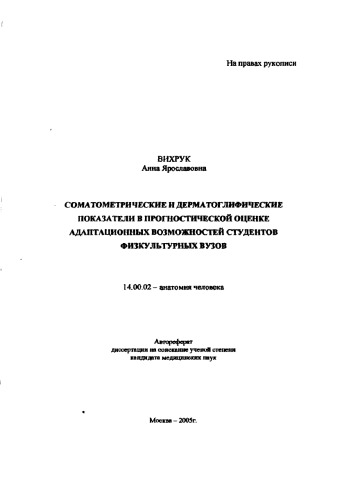 На правах рукописи
ВИХРУК
Анна Ярославовна
СОМАТОМЕТРИЧЕСКИЕ И ДЕРМАТОГЛИФИЧЕСКИЕ
ПОКАЗАТЕЛИ В ПРОГНОСТИЧЕСКОЙ ОЦЕНКЕ
АДАПТАЦИОННЫХ ВОЗМОЖНОСТЕЙ СТУДЕНТОВ
ФИЗКУЛЬТУРНЫХ ВУЗОВ
14.00.02 – анатомия человека
Автореферат
диссертации на соискание ученой степени
кандидата медицинских наук
Москва – 2005г.